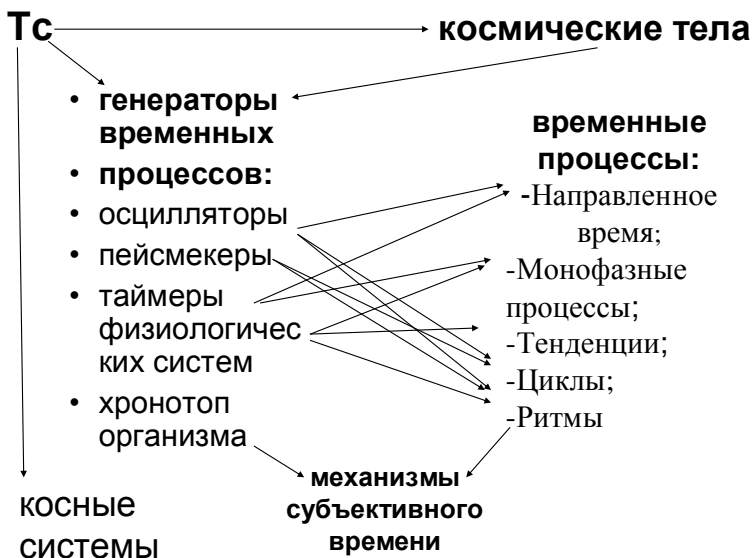 Тс
космические тела
• генераторы
временных
• процессов:
• осцилляторы
• пейсмекеры
• таймеры
физиологичес
ких систем
• хронотоп
организма
временные
процессы:
-Направленное
время;
-Монофазные
процессы;
-Тенденции;
-Циклы;
-Ритмы
механизмы
субъективного
времени
косные
системы